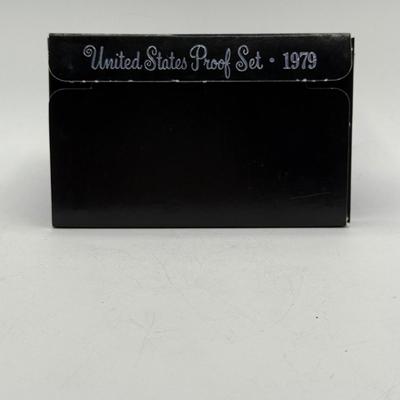 United States Proof Set • 1979